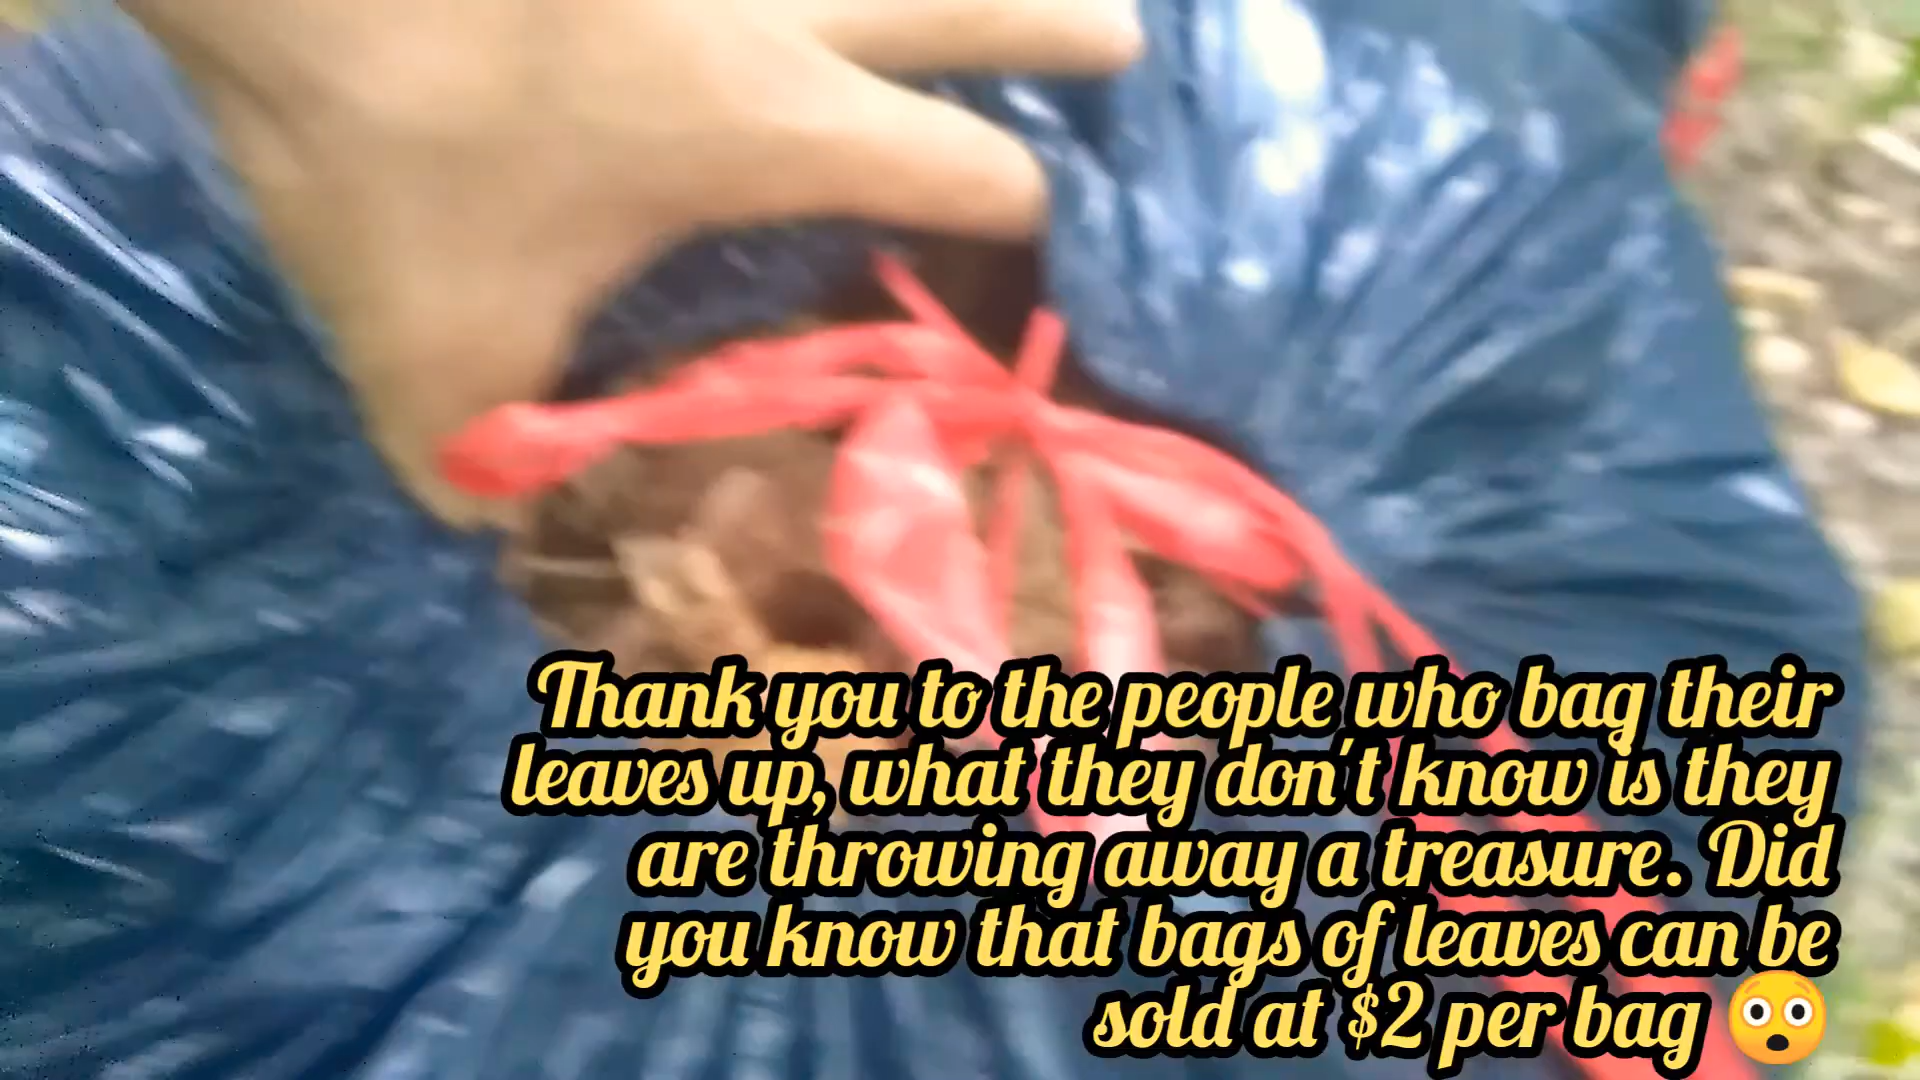 Thank you to the people who bag their
leaves up, what they don't know is they
are throwing away a treasure. Did
you know that bags of leaves can be
sold at $2 per bag 😯